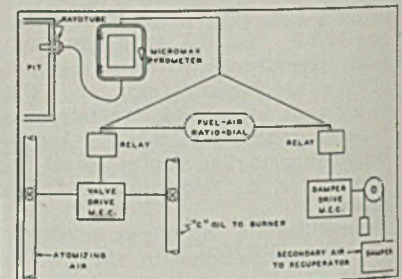 RAYOTUBE
PIT
MICROMAX
PYROMETER
FUEL-AIR
RATIO-DIAL
RELAY
RELAY
VALVE
DRIVE
M.E.C.
DAMPER
DRIVE
M.E.C.
"C" OIL TO BURNER
ATOMIZING
AIR
SECONDARY AIR
TO RECUPERATOR
DAMPER